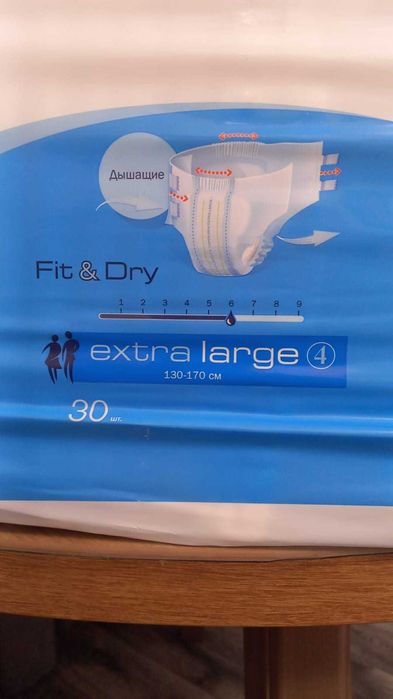 Дышащие
Fit & Dry
1 2 3 4 5 6 7 8 9
extra large 4
130-170 см
30 шт.